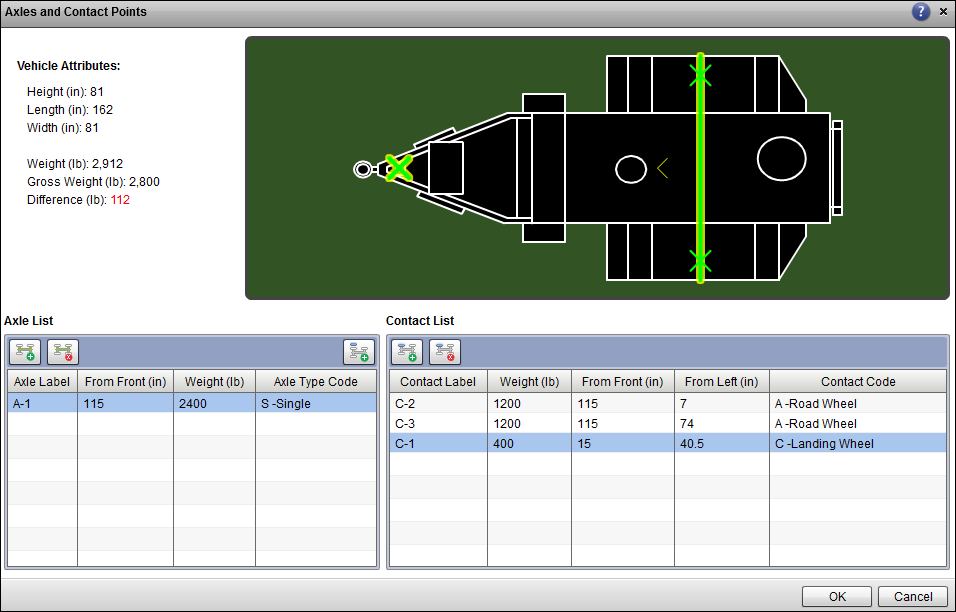 Axles and Contact Points
?
Vehicle Attributes:
Height (in): 81
Length (in): 162
Width (in): 81
Weight (lb): 2,912
Gross Weight (lb): 2,800
Difference (lb): 112
Axle List
Axle Label From Front (in) Weight (lb) Axle Type Code
A-1 115 2400 S -Single
Contact List
Contact Label Weight (lb) From Front (in) From Left (in) Contact Code
C-2 1200 115 7 A -Road Wheel
C-3 1200 115 74 A -Road Wheel
C-1 400 15 40.5 C -Landing Wheel
OK Cancel